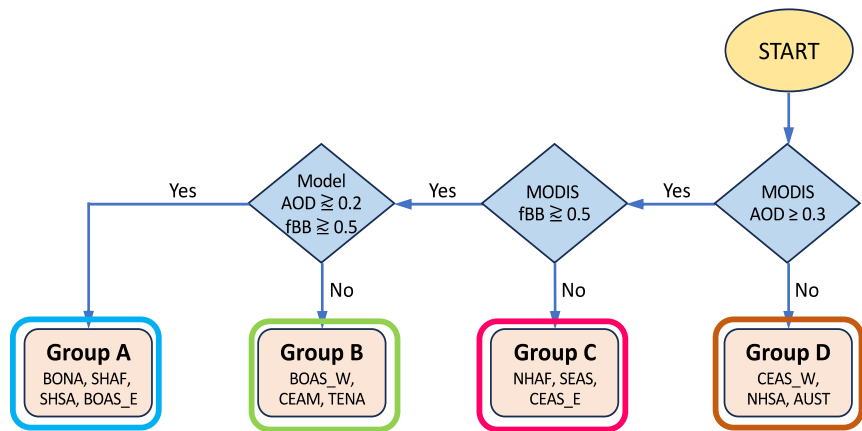 START
MODIS
AOD ≥ 0.3
Yes
No
MODIS
fBB ⪌ 0.5
Yes
No
Model
AOD ⪌ 0.2
fBB ⪌ 0.5
Yes
No
Group A
BONA, SHAF,
SHSA, BOAS_E
Group B
BOAS_W,
CEAM, TENA
Group C
NHAF, SEAS,
CEAS_E
Group D
CEAS_W,
NHSA, AUST